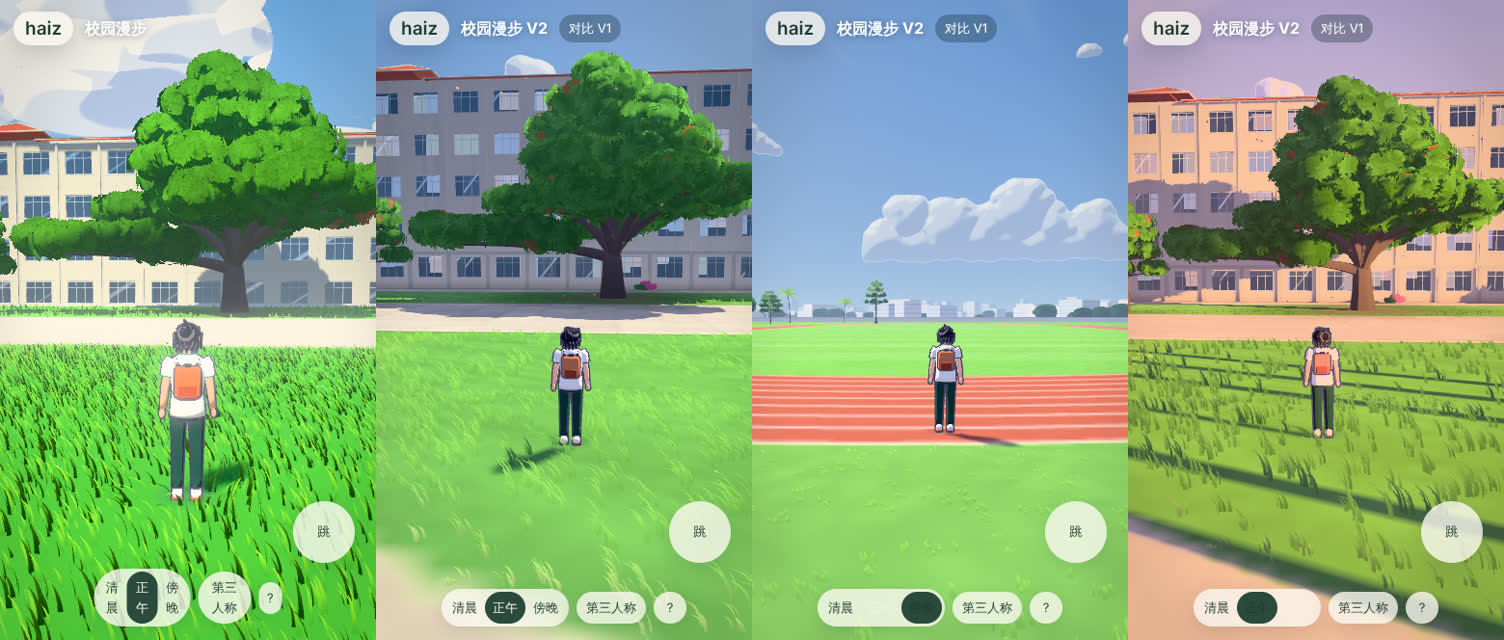 haiz
校园漫步
跳
清晨
正午
傍晚
第三人称
?
haiz
校园漫步 V2
对比 V1
跳
清晨
正午
傍晚
第三人称
?
haiz
校园漫步 V2
对比 V1
跳
清晨
第三人称
?
haiz
校园漫步 V2
对比 V1
跳
清晨
第三人称
?